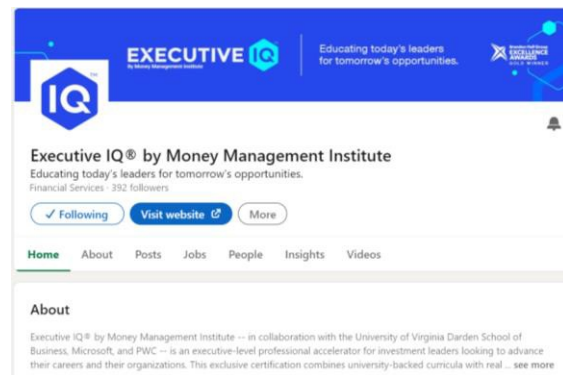 EXECUTIVE IQ
By Money Management Institute
Educating today's leaders
for tomorrow's opportunities.
Brandon Hall Group
EXCELLENCE
AWARDS
GOLD WINNER
IQ™
Executive IQ® by Money Management Institute
Educating today's leaders for tomorrow's opportunities.
Financial Services · 392 followers
✓ Following
Visit website
More
Home About Posts Jobs People Insights Videos
About
Executive IQ® by Money Management Institute -- in collaboration with the University of Virginia Darden School of
Business, Microsoft, and PWC -- is an executive-level professional accelerator for investment leaders looking to advance
their careers and their organizations. This exclusive certification combines university-backed curricula with real ... see more